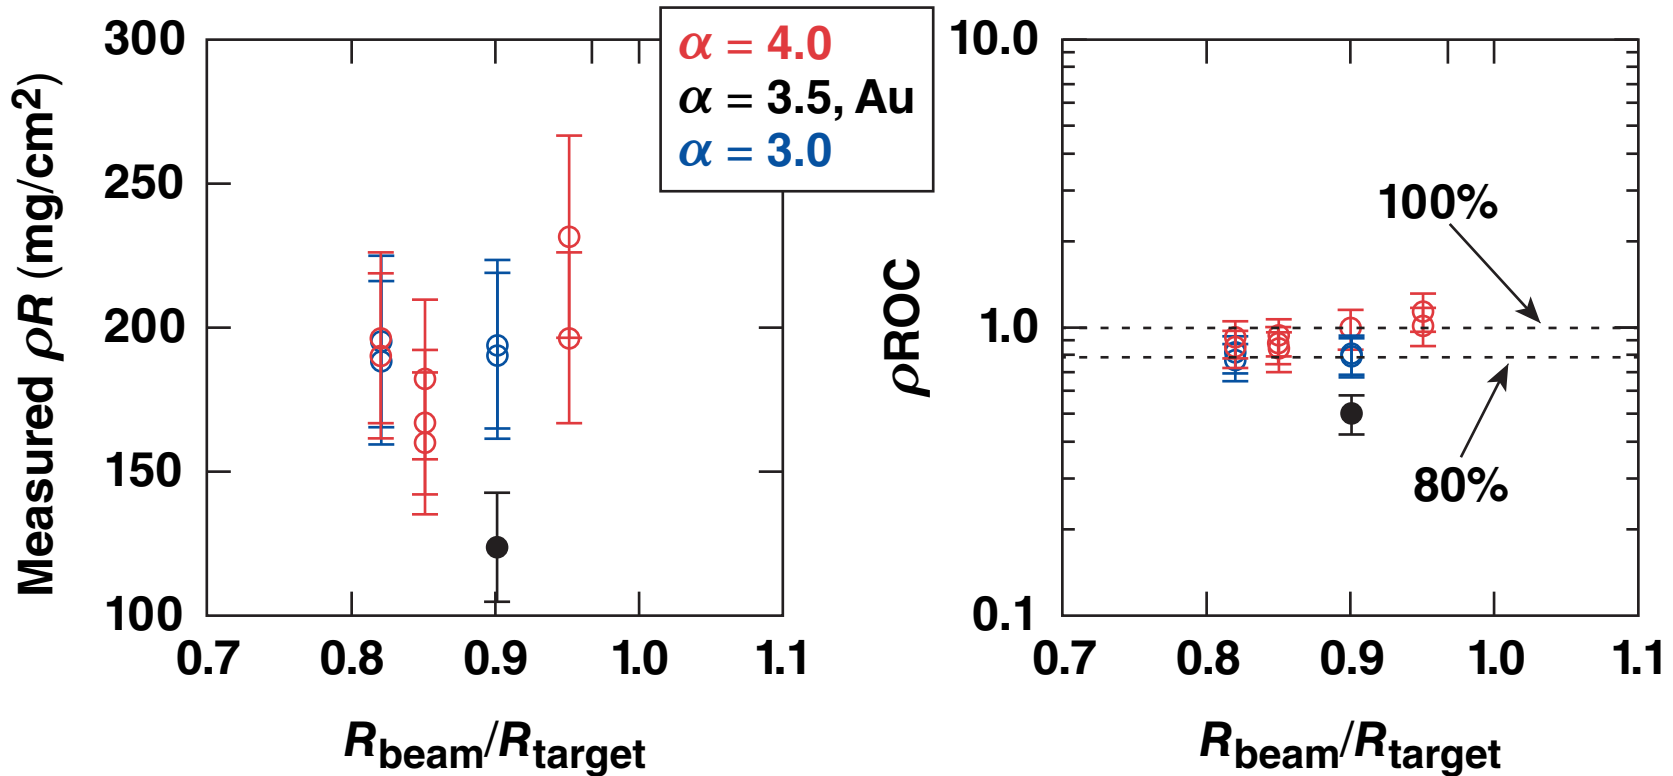 α = 4.0
α = 3.5, Au
α = 3.0
Measured ρR (mg/cm²)
300
250
200
150
100
0.7 0.8 0.9 1.0 1.1
Rbeam/Rtarget
ρROC
10.0
1.0
0.1
100%
80%
0.7 0.8 0.9 1.0 1.1
Rbeam/Rtarget